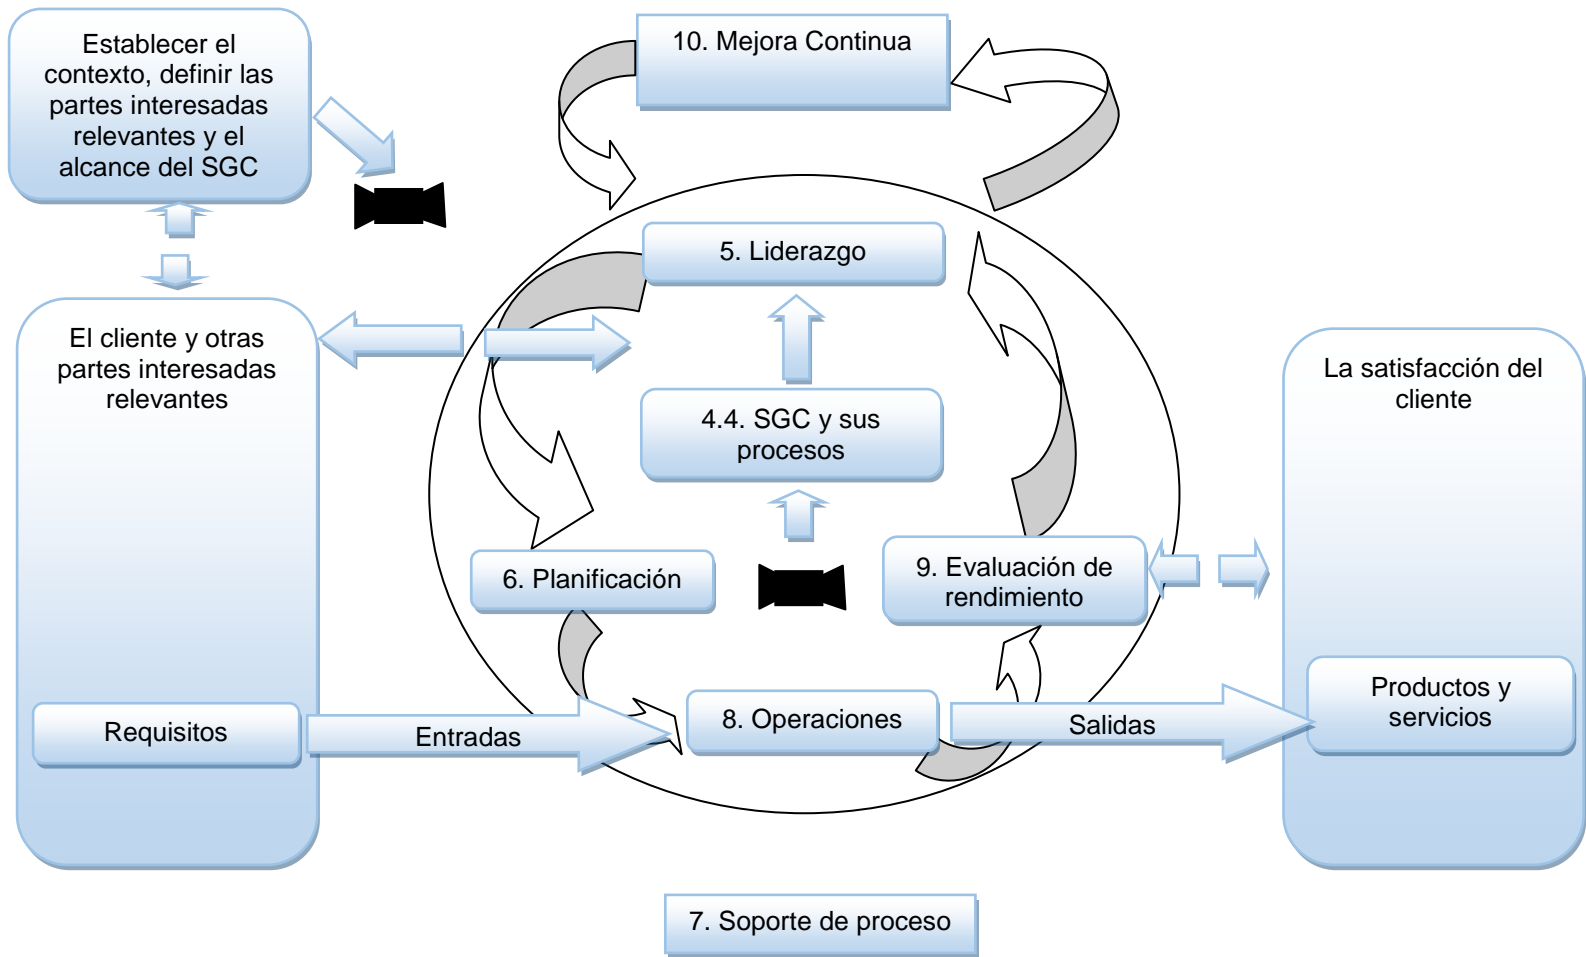 Establecer el
contexto, definir las
partes interesadas
relevantes y el
alcance del SGC
10. Mejora Continua
5. Liderazgo
El cliente y otras
partes interesadas
relevantes
La satisfacción del
cliente
4.4. SGC y sus
procesos
6. Planificación
9. Evaluación de
rendimiento
Requisitos
Entradas
8. Operaciones
Salidas
Productos y
servicios
7. Soporte de proceso